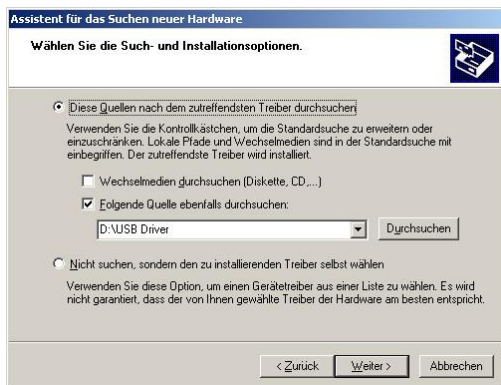 Assistent für das Suchen neuer Hardware
Wählen Sie die Such- und Installationsoptionen.
Diese Quellen nach dem zutreffendsten Treiber durchsuchen
Verwenden Sie die Kontrollkästchen, um die Standardsuche zu erweitern oder
einzuschränken. Lokale Pfade und Wechselmedien sind in der Standardsuche mit
einbegriffen. Der zutreffendste Treiber wird installiert.
Wechselmedien durchsuchen (Diskette, CD,...)
Folgende Quelle ebenfalls durchsuchen:
D:\USB Driver
Durchsuchen
Nicht suchen, sondern den zu installierenden Treiber selbst wählen
Verwenden Sie diese Option, um einen Gerätetreiber aus einer Liste zu wählen. Es wird
nicht garantiert, dass der von Ihnen gewählte Treiber der Hardware am besten entspricht.
< Zurück Weiter > Abbrechen